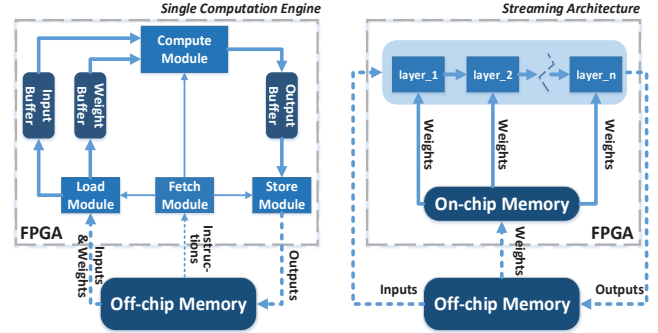 Single Computation Engine
Compute
Module
Input
Buffer
Weight
Buffer
Output
Buffer
Load
Module
Fetch
Module
Store
Module
FPGA
Inputs
& Weights
Instruc-
tions
Outputs
Off-chip Memory
Streaming Architecture
layer_1
layer_2
layer_n
Weights
Weights
Weights
On-chip Memory
FPGA
Weights
Inputs
Outputs
Off-chip Memory